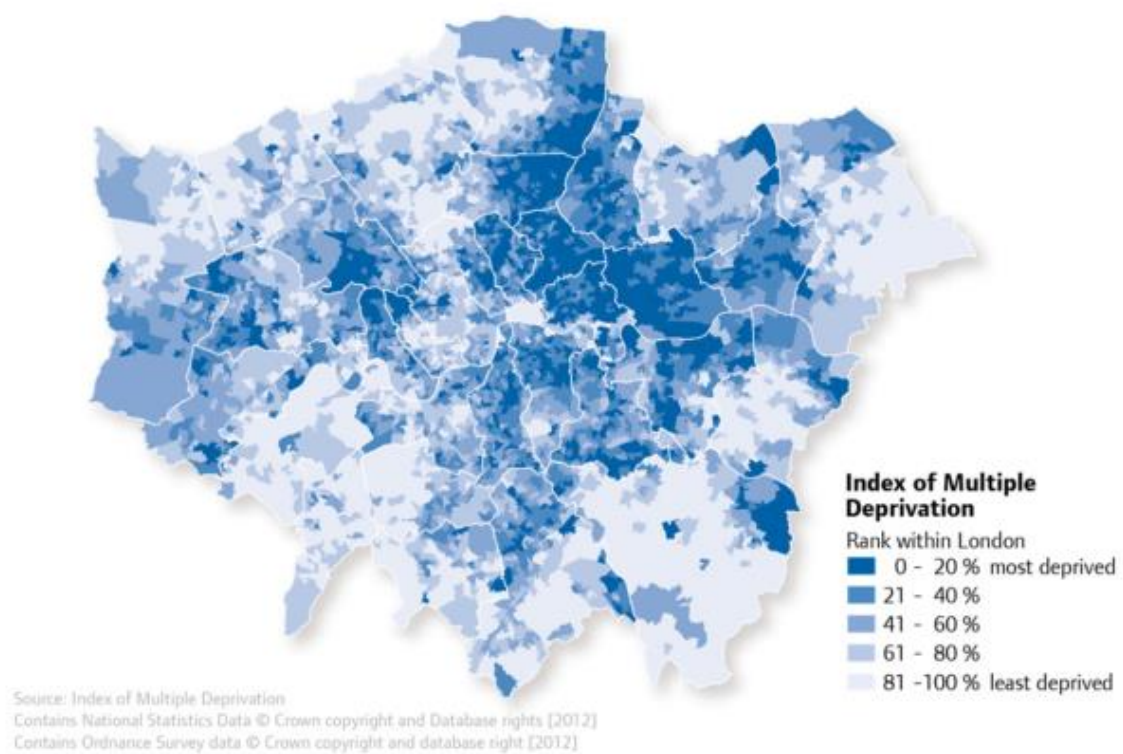 Index of Multiple
Deprivation
Rank within London
0 - 20 % most deprived
21 - 40 %
41 - 60 %
61 - 80 %
81 -100 % least deprived
Source: Index of Multiple Deprivation
Contains National Statistics Data © Crown copyright and Database rights [2012]
Contains Ordnance Survey data © Crown copyright and database right [2012]